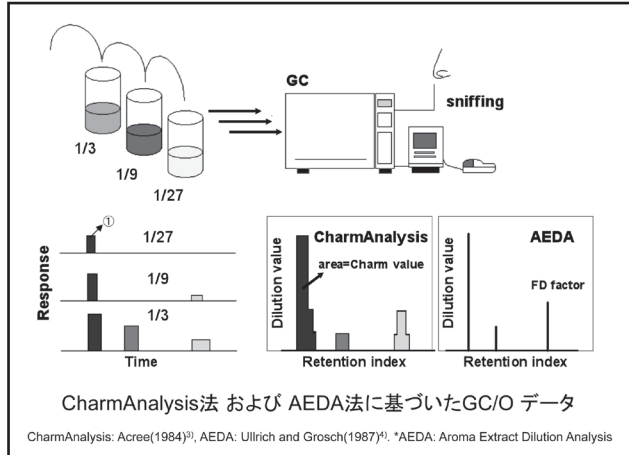 GC
sniffing
1/3
1/9
1/27
①
1/27
1/9
1/3
Response
Time
CharmAnalysis
area=Charm value
Dilution value
Retention index
AEDA
FD factor
Dilution value
Retention index
CharmAnalysis法 および AEDA法に基づいたGC/O データ
CharmAnalysis: Acree(1984)3), AEDA: Ullrich and Grosch(1987)4). *AEDA: Aroma Extract Dilution Analysis